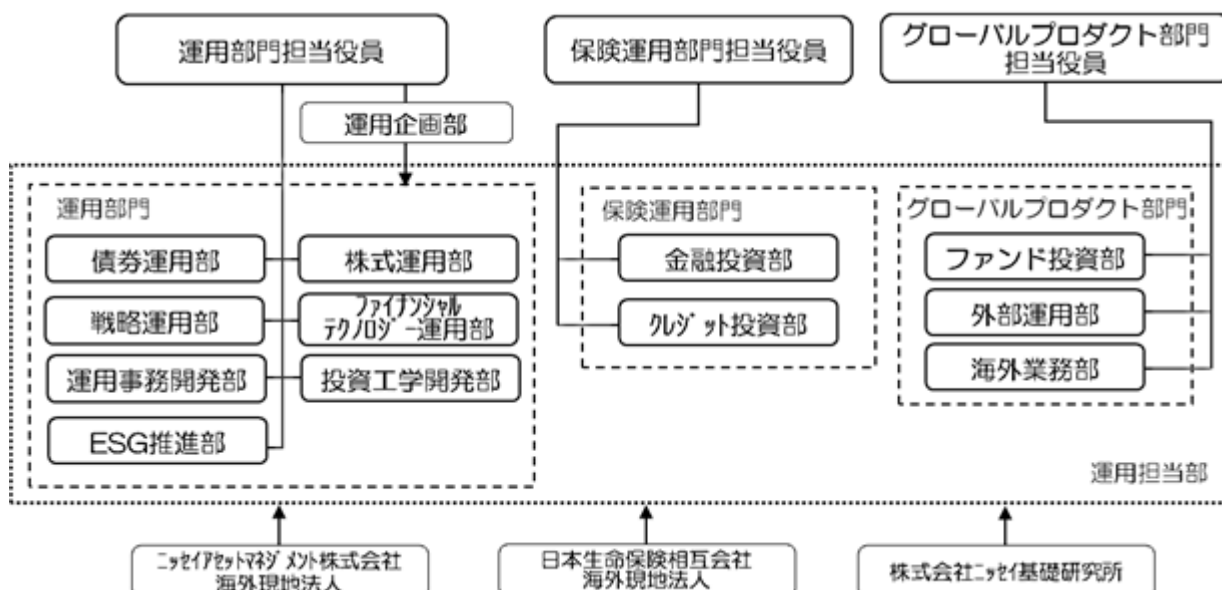 運用部門担当役員
保険運用部門担当役員
グローバルプロダクト部門
担当役員
運用企画部
運用部門
債券運用部
株式運用部
戦略運用部
ファイナンシャル
テクノロジー運用部
運用事務開発部
投資工学開発部
ESG推進部
保険運用部門
金融投資部
クレジット投資部
グローバルプロダクト部門
ファンド投資部
外部運用部
海外業務部
運用担当部
ニッセイアセットマネジメント株式会社
海外現地法人
日本生命保険相互会社
海外現地法人
株式会社ニッセイ基礎研究所